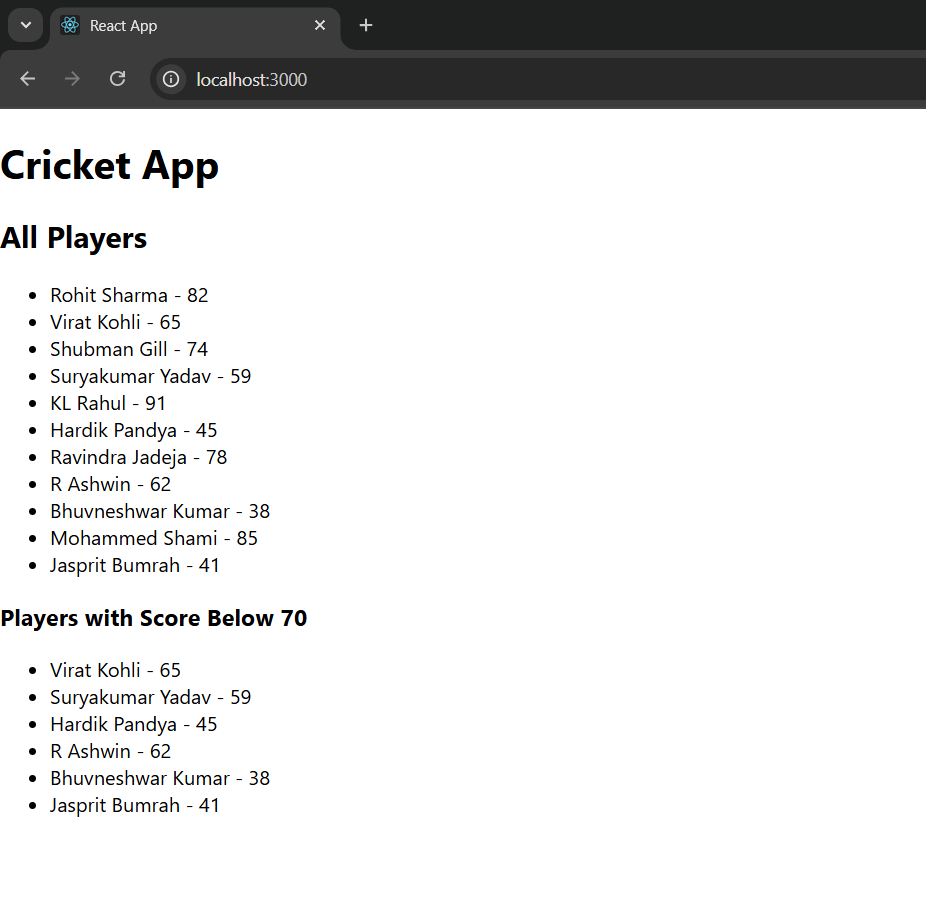 React App
localhost:3000
Cricket App
All Players
Rohit Sharma - 82
Virat Kohli - 65
Shubman Gill - 74
Suryakumar Yadav - 59
KL Rahul - 91
Hardik Pandya - 45
Ravindra Jadeja - 78
R Ashwin - 62
Bhuvneshwar Kumar - 38
Mohammed Shami - 85
Jasprit Bumrah - 41
Players with Score Below 70
Virat Kohli - 65
Suryakumar Yadav - 59
Hardik Pandya - 45
R Ashwin - 62
Bhuvneshwar Kumar - 38
Jasprit Bumrah - 41